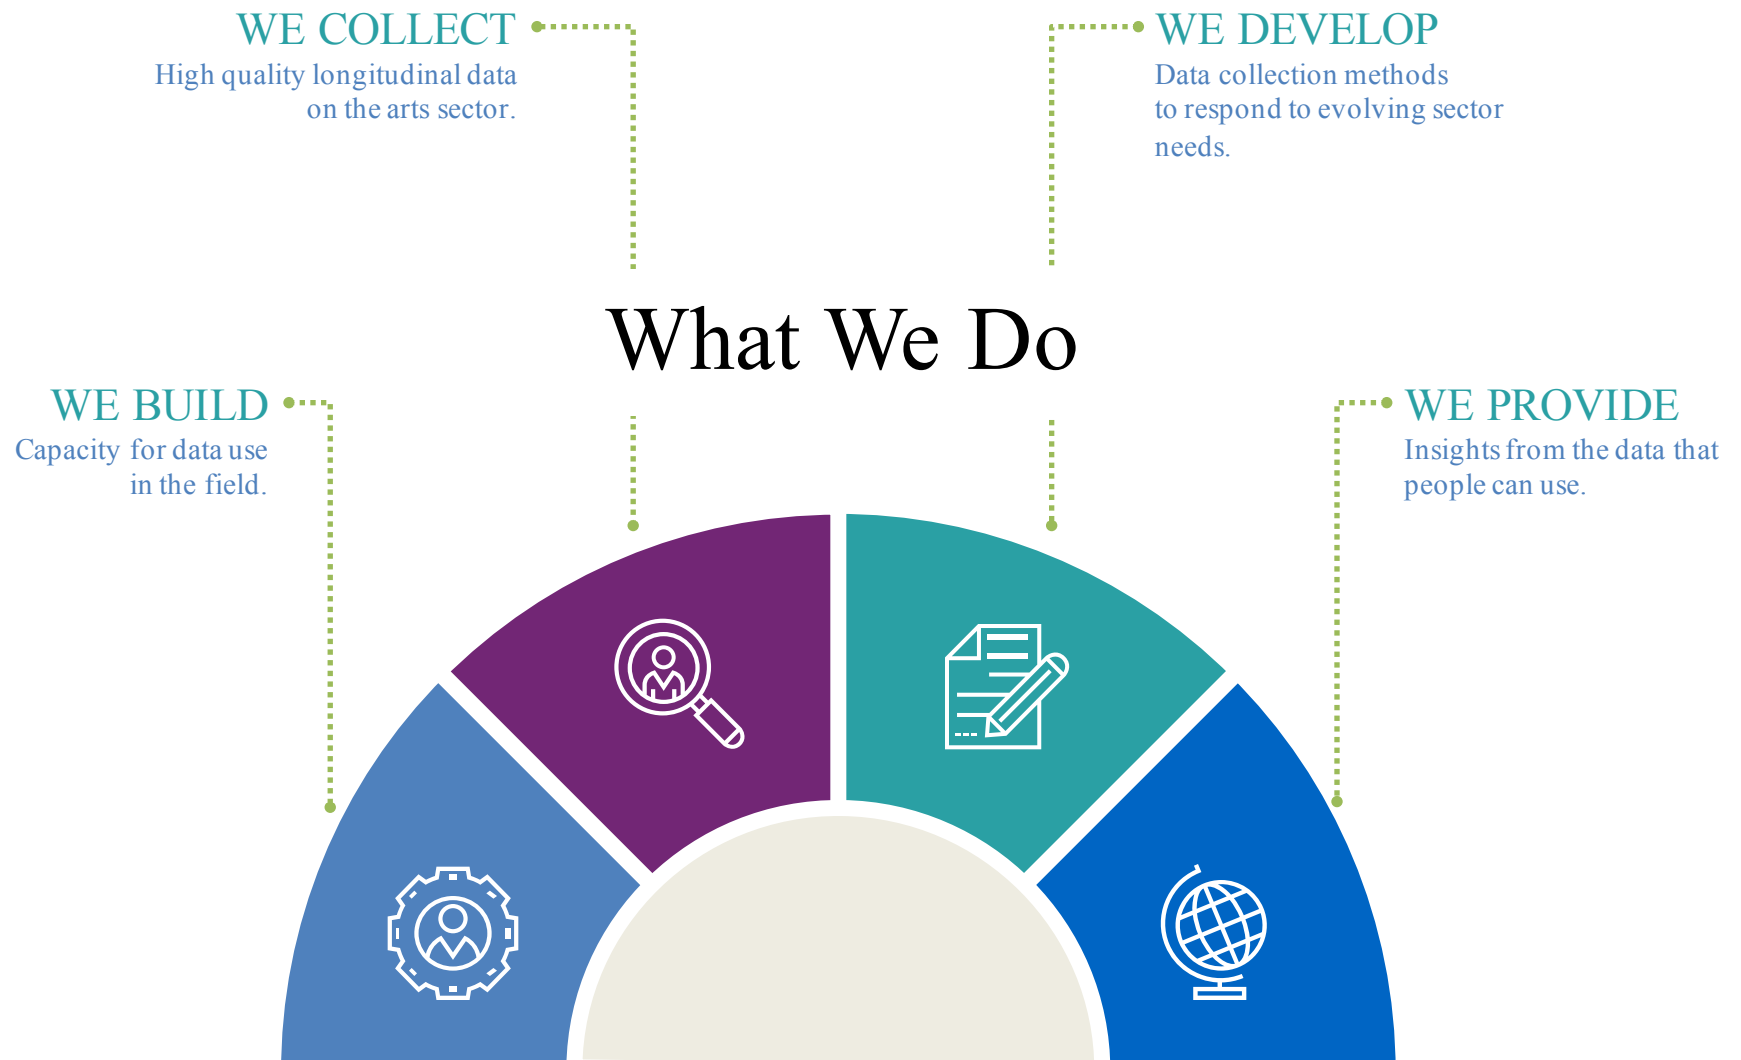 WE COLLECT
High quality longitudinal data
on the arts sector.
WE DEVELOP
Data collection methods
to respond to evolving sector
needs.
What We Do
WE BUILD
Capacity for data use
in the field.
WE PROVIDE
Insights from the data that
people can use.